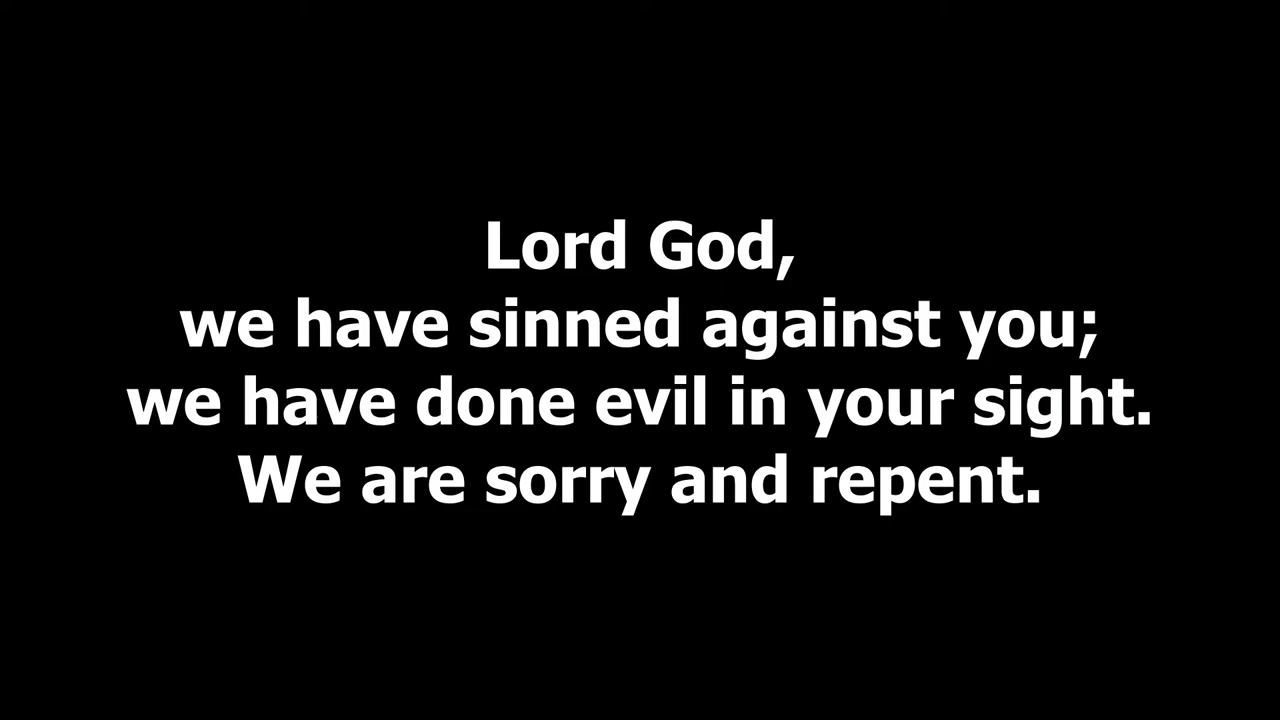 Lord God,
we have sinned against you;
we have done evil in your sight.
We are sorry and repent.